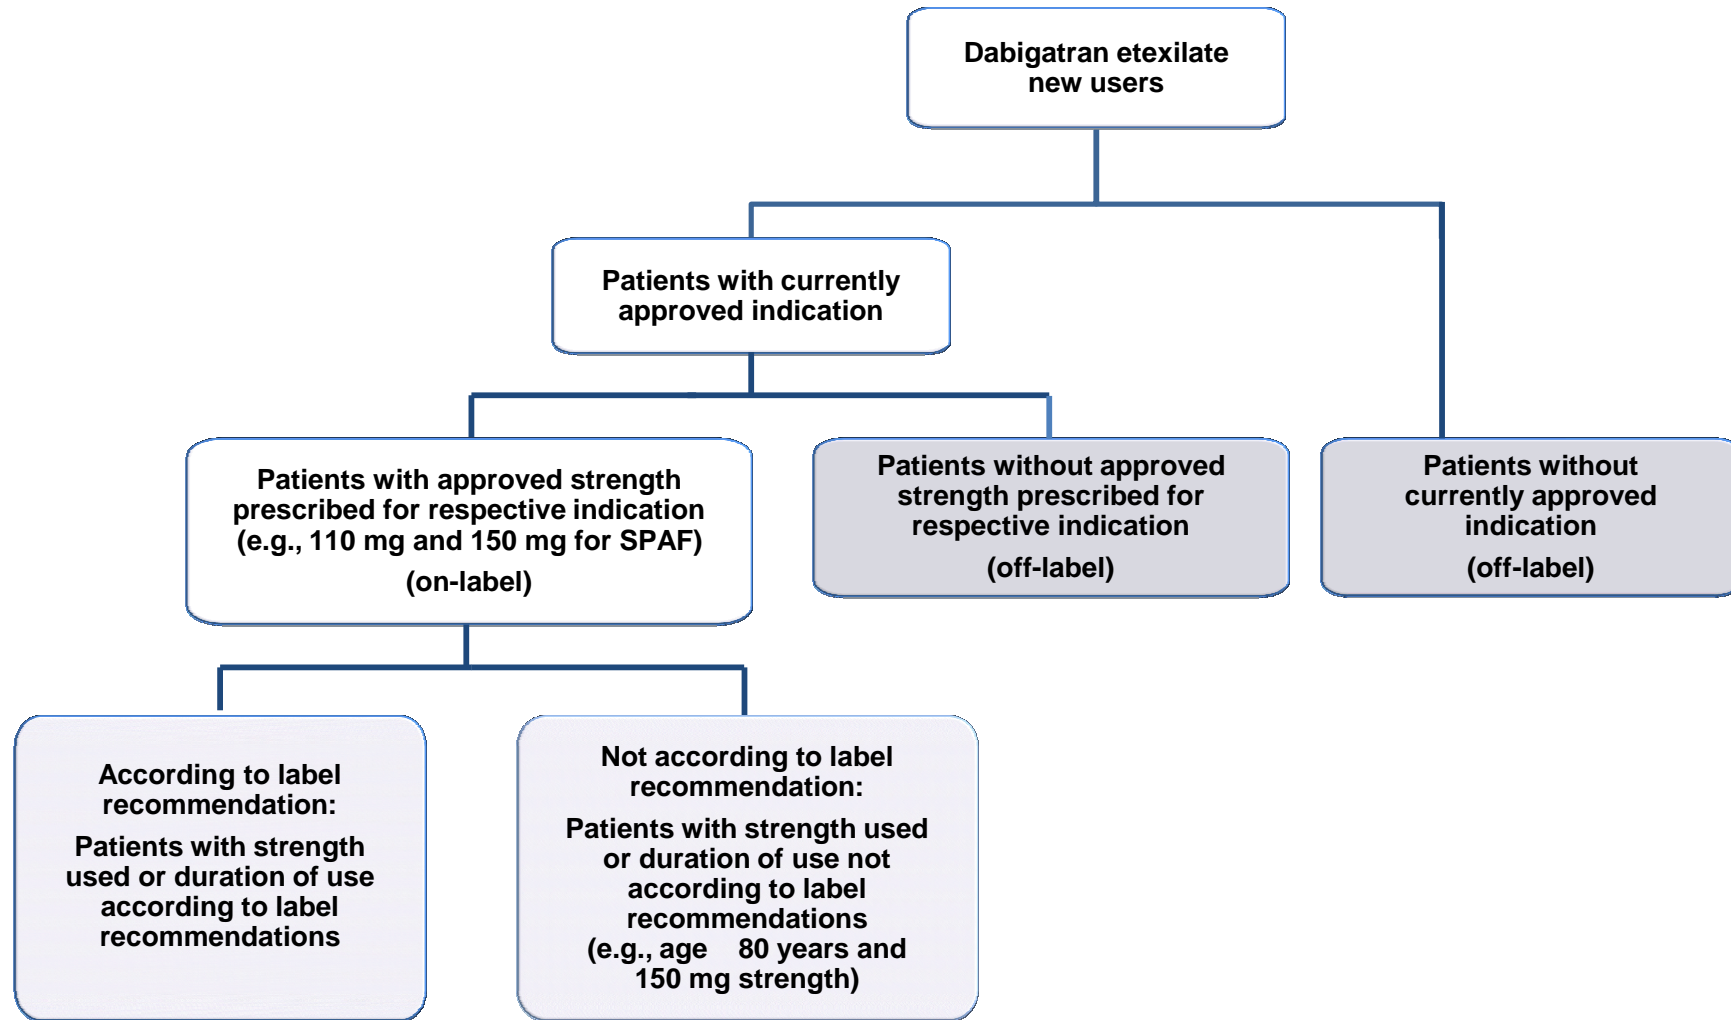 Dabigatran etexilate
new users
Patients with currently
approved indication
Patients with approved strength
prescribed for respective indication
(e.g., 110 mg and 150 mg for SPAF)
(on-label)
Patients without approved
strength prescribed for
respective indication
(off-label)
Patients without
currently approved
indication
(off-label)
According to label
recommendation:
Patients with strength
used or duration of use
according to label
recommendations
Not according to label
recommendation:
Patients with strength used
or duration of use not
according to label
recommendations
(e.g., age 80 years and
150 mg strength)